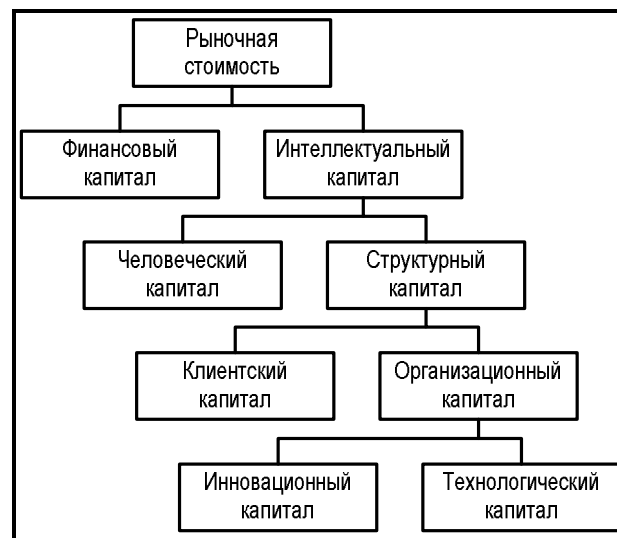 Рыночная
стоимость
Финансовый
капитал
Интеллектуальный
капитал
Человеческий
капитал
Структурный
капитал
Клиентский
капитал
Организационный
капитал
Инновационный
капитал
Технологический
капитал